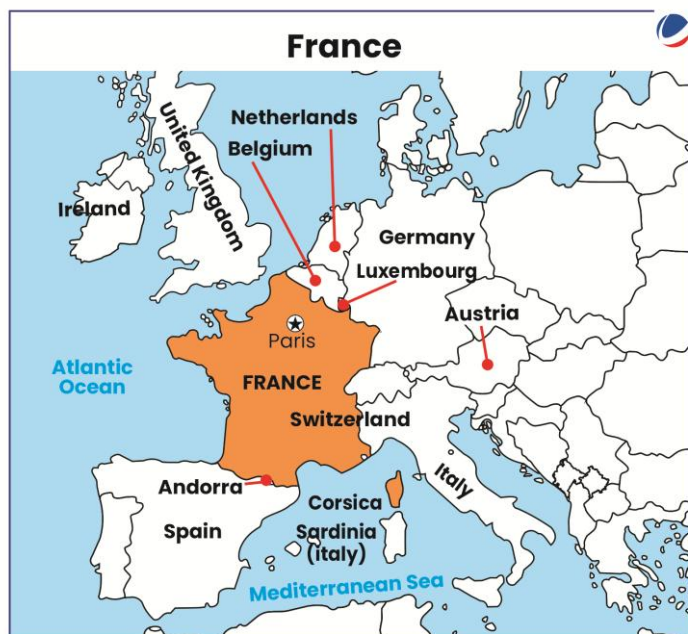 France
United Kingdom
Netherlands
Belgium
Ireland
Germany
Luxembourg
Austria
Paris
Atlantic
Ocean
FRANCE
Switzerland
Italy
Andorra
Corsica
Spain
Sardinia
(italy)
Mediterranean Sea